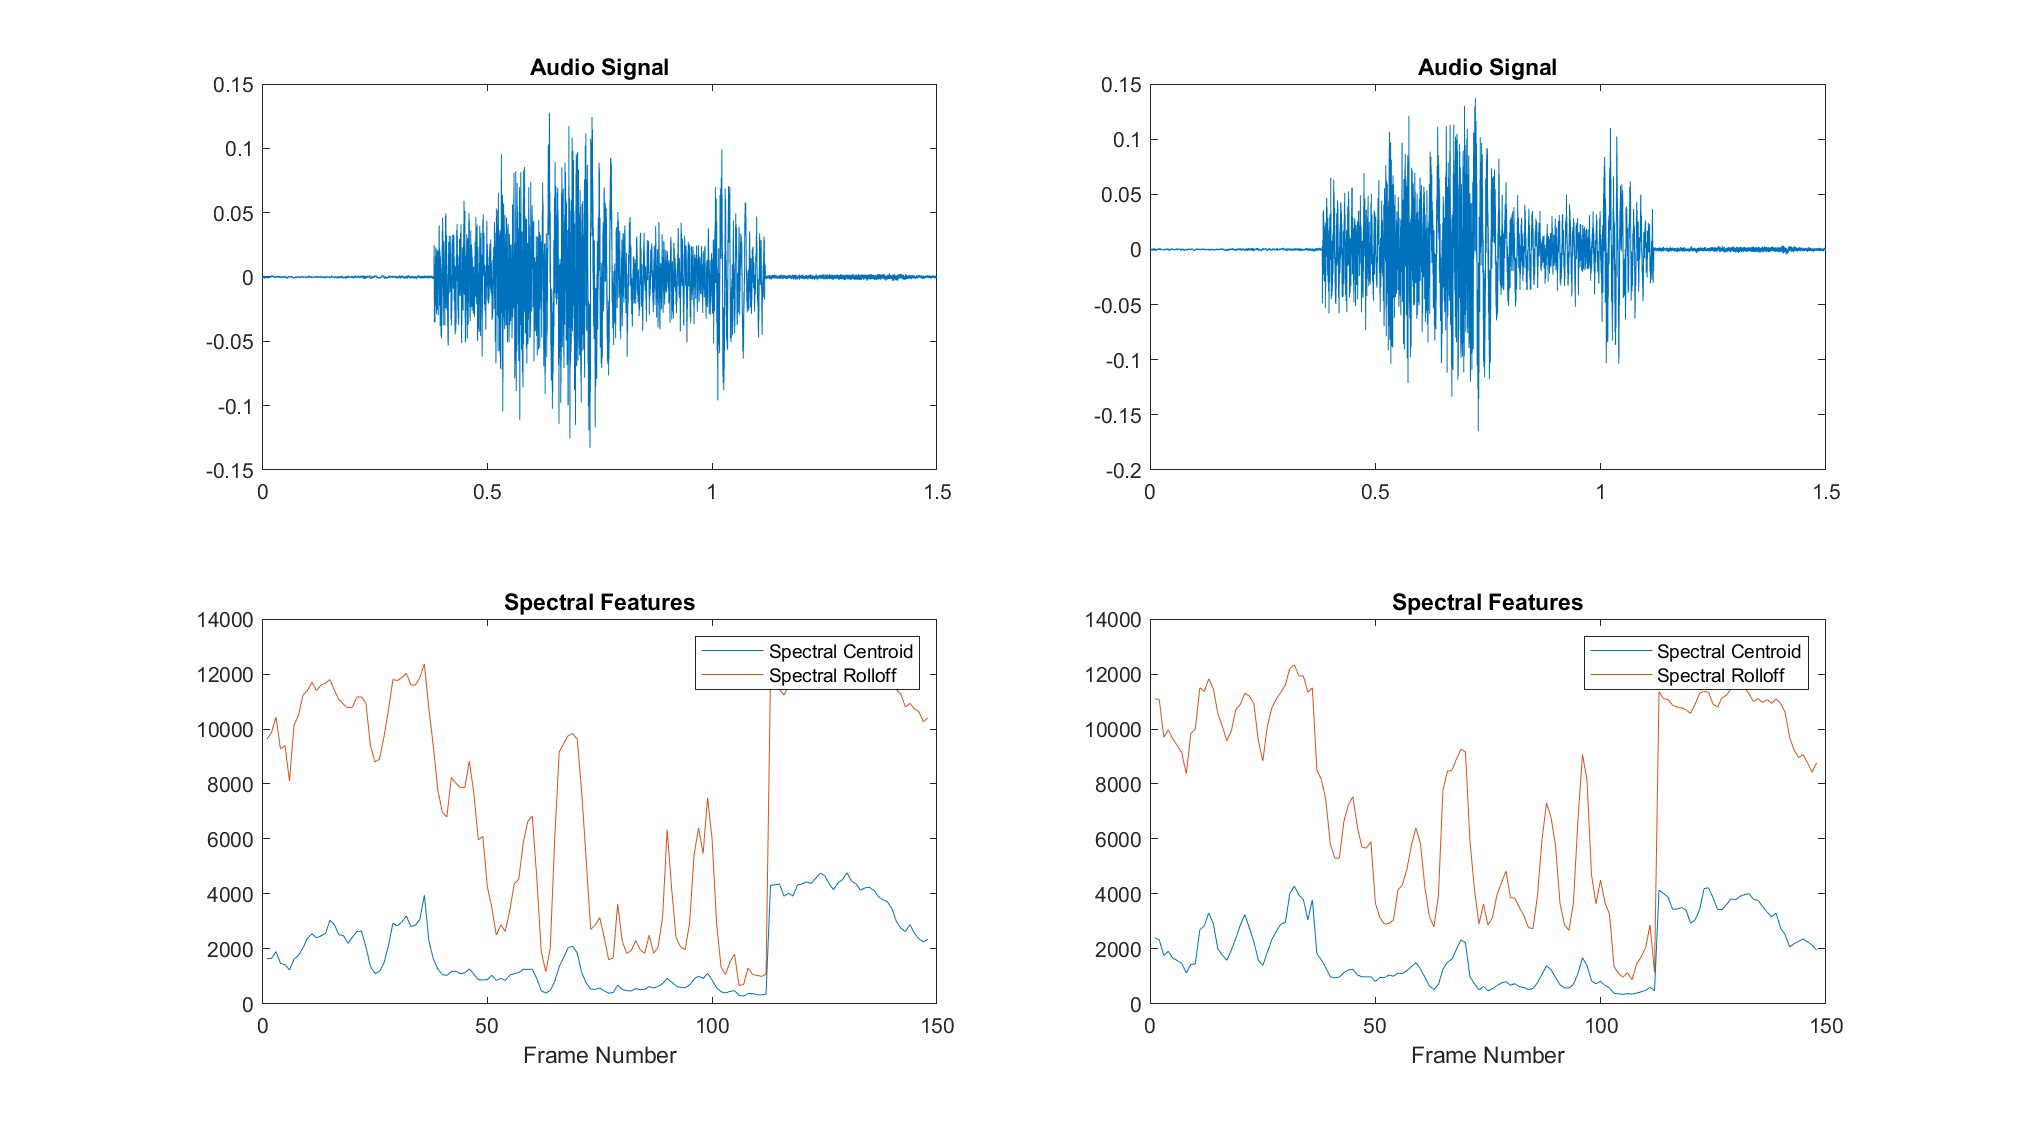 Audio Signal
0.15
0.1
0.05
0
-0.05
-0.1
-0.15
0 0.5 1 1.5
Audio Signal
0.15
0.1
0.05
0
-0.05
-0.1
-0.15
-0.2
0 0.5 1 1.5
Spectral Features
14000
12000
10000
8000
6000
4000
2000
0
Spectral Centroid
Spectral Rolloff
0 50 100 150
Frame Number
Spectral Features
14000
12000
10000
8000
6000
4000
2000
0
Spectral Centroid
Spectral Rolloff
0 50 100 150
Frame Number